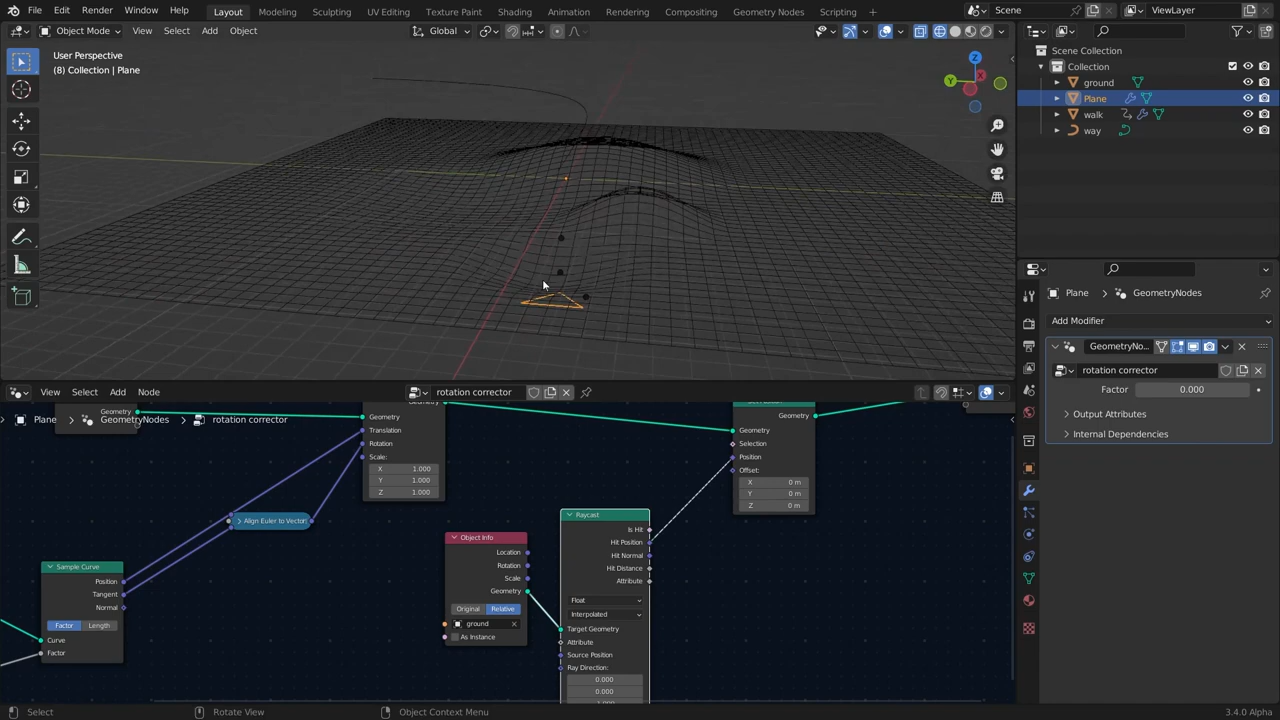 File Edit Render Window Help Layout Modeling Sculpting UV Editing Texture Paint Shading Animation Rendering Compositing Geometry Nodes Scripting + Scene ViewLayer
Object Mode View Select Add Object Global
User Perspective
(8) Collection | Plane
Z
Y
X
Scene Collection
Collection
ground
Plane
walk
way
Plane > GeometryNodes
Add Modifier
GeometryNo...
rotation corrector
Factor 0.000
Output Attributes
Internal Dependencies
View Select Add Node rotation corrector
Plane > GeometryNodes > rotation corrector
Geometry
Geometry
Translation
Rotation
Scale:
X 1.000
Y 1.000
Z 1.000
Align Euler to Vector
Sample Curve
Position
Tangent
Normal
Factor Length
Curve
Factor
Object Info
Location
Rotation
Scale
Geometry
Original Relative
ground
As Instance
Raycast
Is Hit
Hit Position
Hit Normal
Hit Distance
Attribute
Float
Interpolated
Target Geometry
Attribute
Source Position
Ray Direction:
0.000
0.000
Geometry
Geometry
Selection
Position
Offset:
X 0 m
Y 0 m
Z 0 m
Select Rotate View Object Context Menu 3.4.0 Alpha